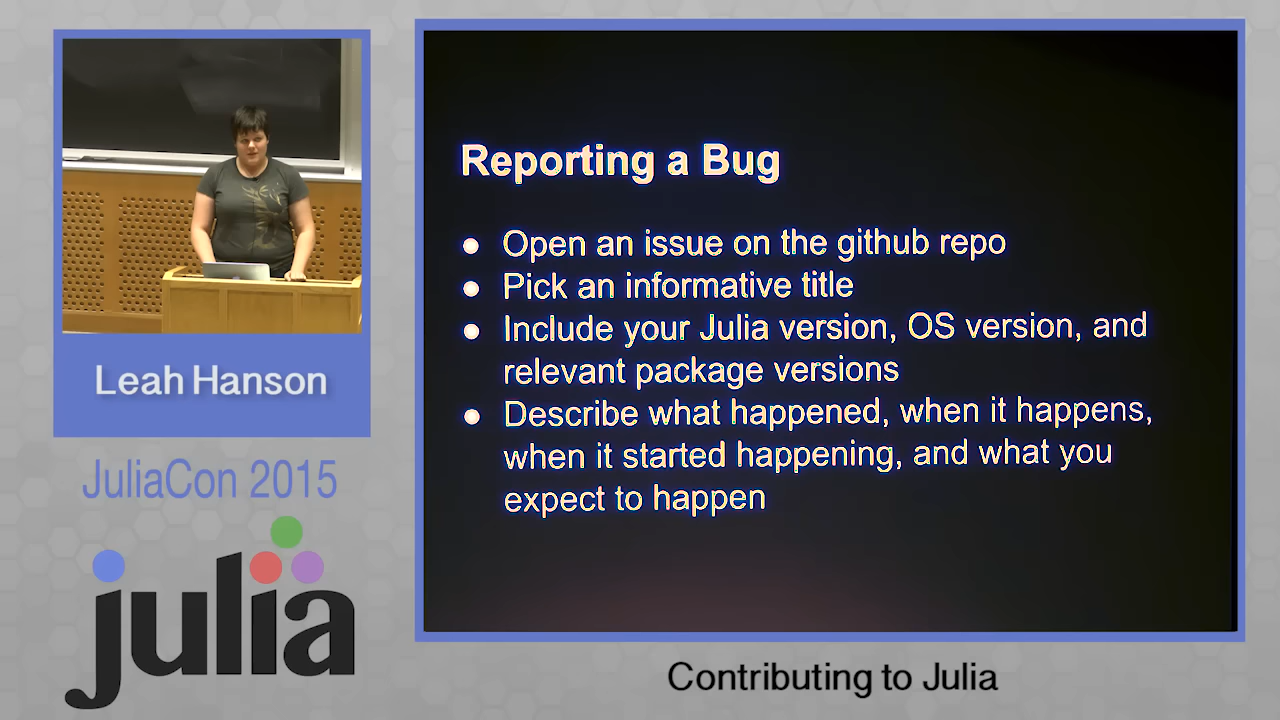 Leah Hanson
JuliaCon 2015
julia
Reporting a Bug
● Open an issue on the github repo
● Pick an informative title
● Include your Julia version, OS version, and
relevant package versions
● Describe what happened, when it happens,
when it started happening, and what you
expect to happen
Contributing to Julia